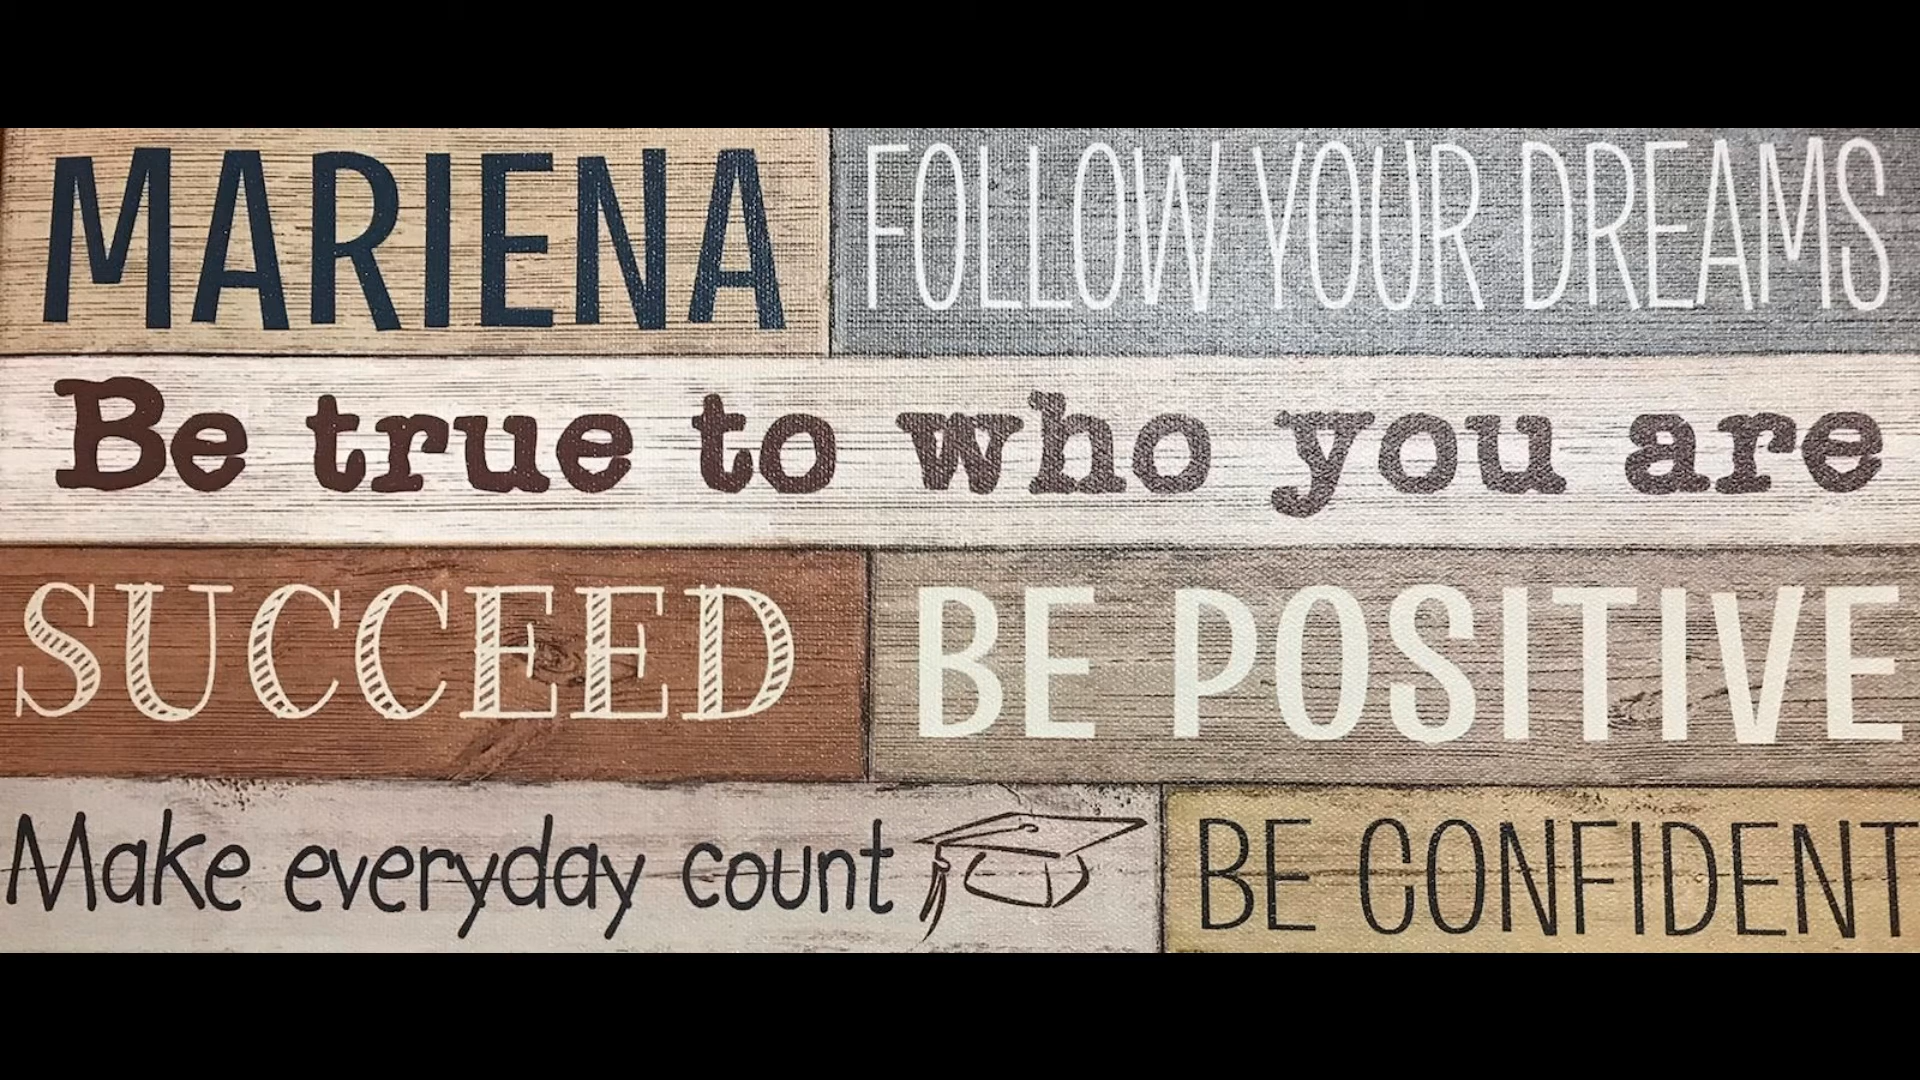 MARIENA FOLLOW YOUR DREAMS
Be true to who you are
SUCCEED BE POSITIVE
Make everyday count BE CONFIDENT